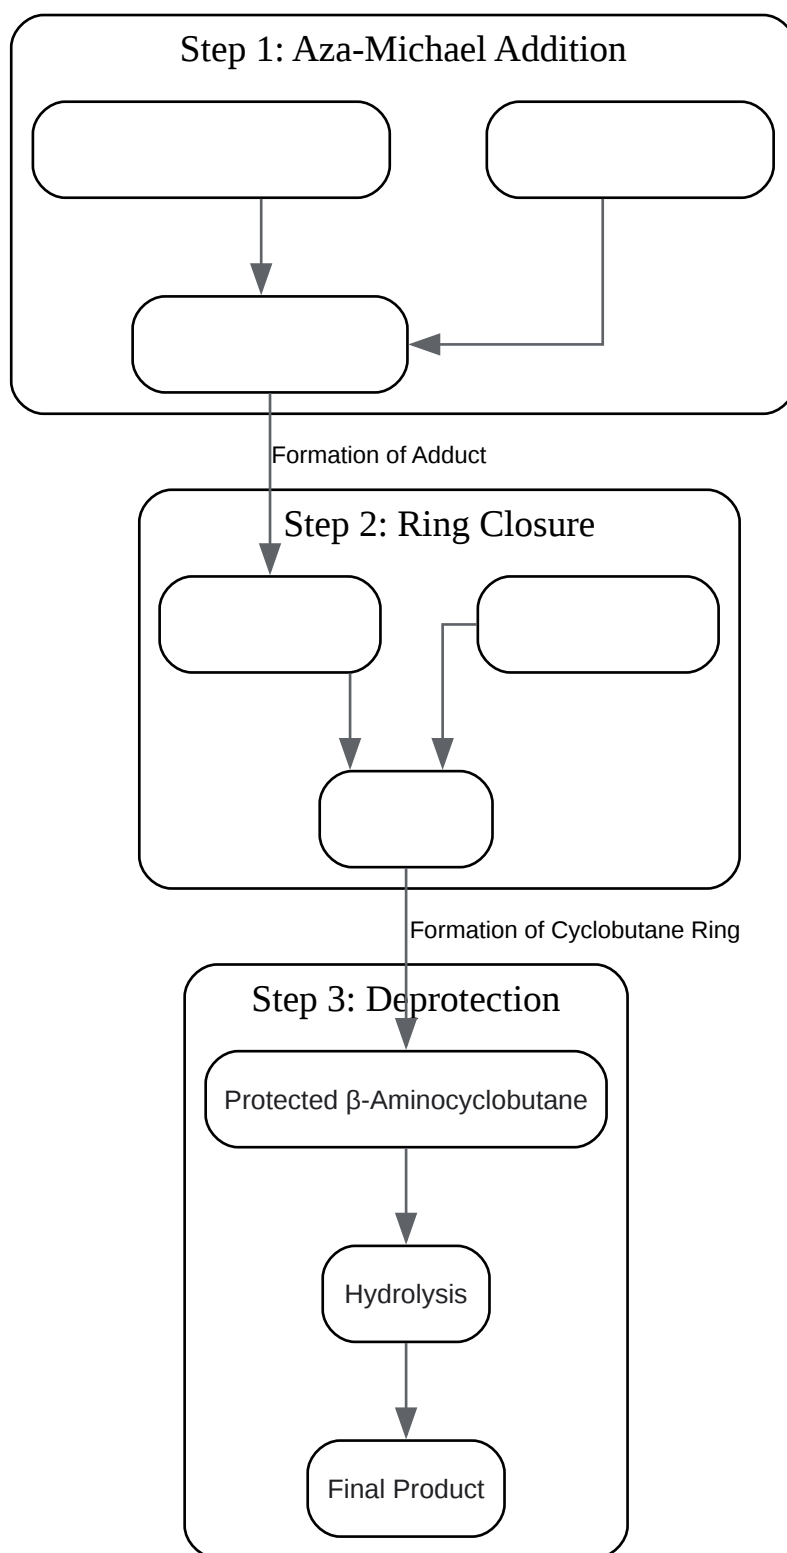 Step 1: Aza-Michael Addition
Formation of Adduct
Step 2: Ring Closure
Formation of Cyclobutane Ring
Step 3: Deprotection
Protected β-Aminocyclobutane
Hydrolysis
Final Product